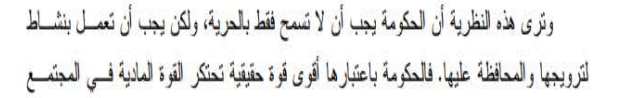 وترى هذه النظرية أن الحكومة يجب أن لا تسمح فقط بالحرية، ولكن يجب أن تعمل بنشاط
لترويجها والمحافظة عليها. فالحكومة باعتبارها أقوى قوة حقيقية تحتكر القوة المادية في المجتمع